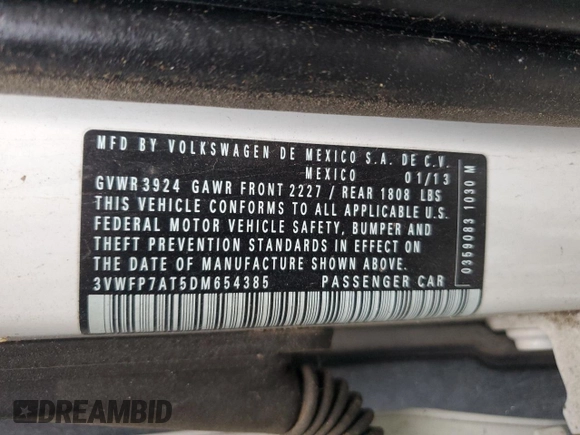 MFD BY VOLKSWAGEN DE MEXICO S.A. DE C.V.
MEXICO 01/13
GVWR 3924 GAWR FRONT 2227 / REAR 1808 LBS
THIS VEHICLE CONFORMS TO ALL APPLICABLE U.S.
FEDERAL MOTOR VEHICLE SAFETY, BUMPER AND
THEFT PREVENTION STANDARDS IN EFFECT ON
THE DATE OF MANUFACTURE SHOWN ABOVE.
3VWFP7AT5DM654385 PASSENGER CAR
0359083 1030 M
DREAMBID